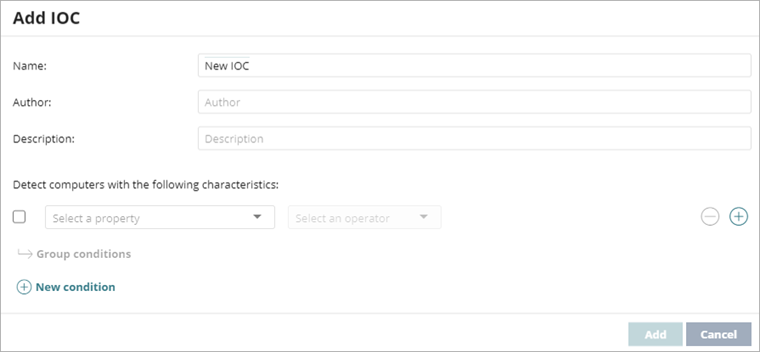 Add IOC
Name: New IOC
Author: Author
Description: Description
Detect computers with the following characteristics:
Select a property Select an operator
Group conditions
New condition
Add Cancel